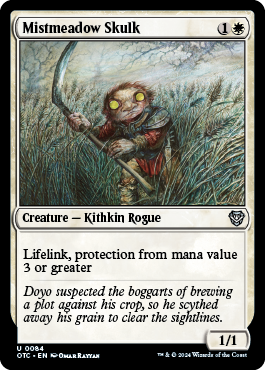 Mistmeadow Skulk 1
Creature — Kithkin Rogue
Lifelink, protection from mana value
3 or greater
Doyo suspected the boggarts of brewing
a plot against his crop, so he scythed
away his grain to clear the sightlines.
1/1
U 0084
OTC • EN Omar Rayyan ™ & © 2024 Wizards of the Coast